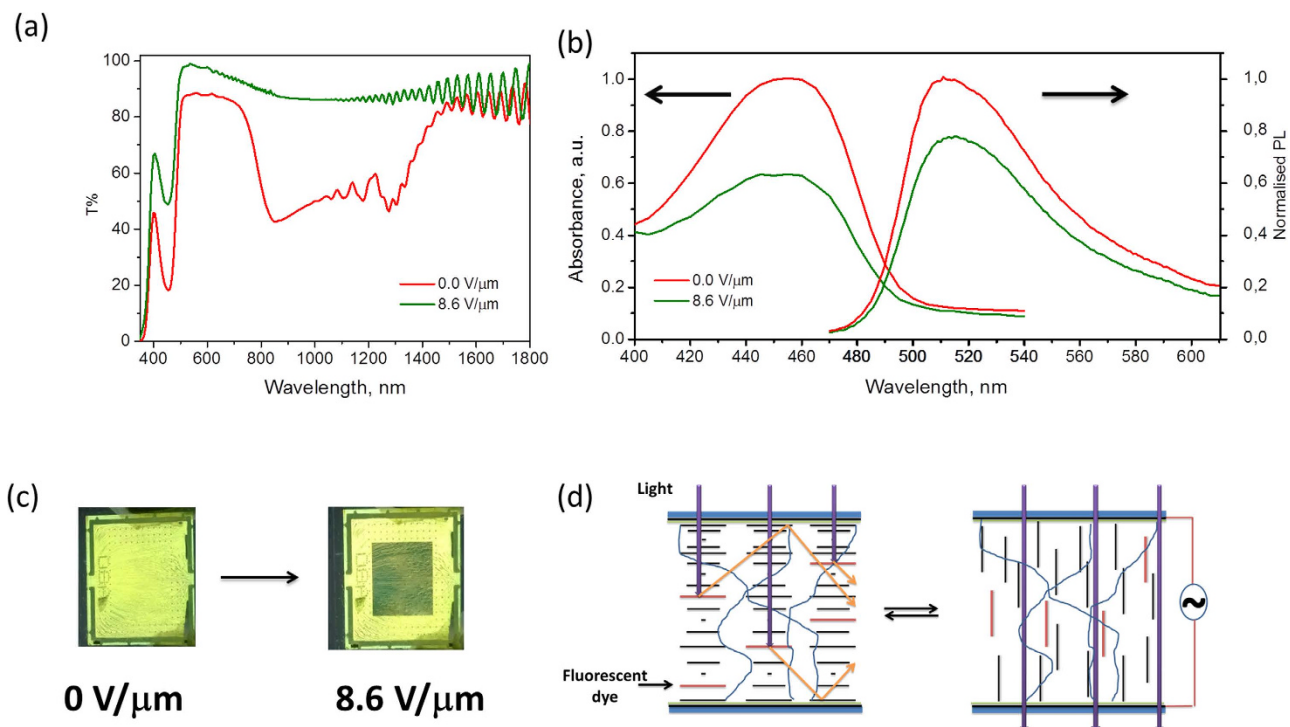 (a)
100
80
60
40
20
0
T%
0.0 V/μm
8.6 V/μm
400 600 800 1000 1200 1400 1600 1800
Wavelength, nm
(b)
1.0
0.8
0.6
0.4
0.2
0.0
Absorbance, a.u.
0.0 V/μm
8.6 V/μm
1,0
0,8
0,6
0,4
0,2
0,0
Normalised PL
400 420 440 460 480 500 520 540 560 580 600
Wavelength, nm
(c)
0 V/μm
8.6 V/μm
(d)
Light
Fluorescent
dye
~